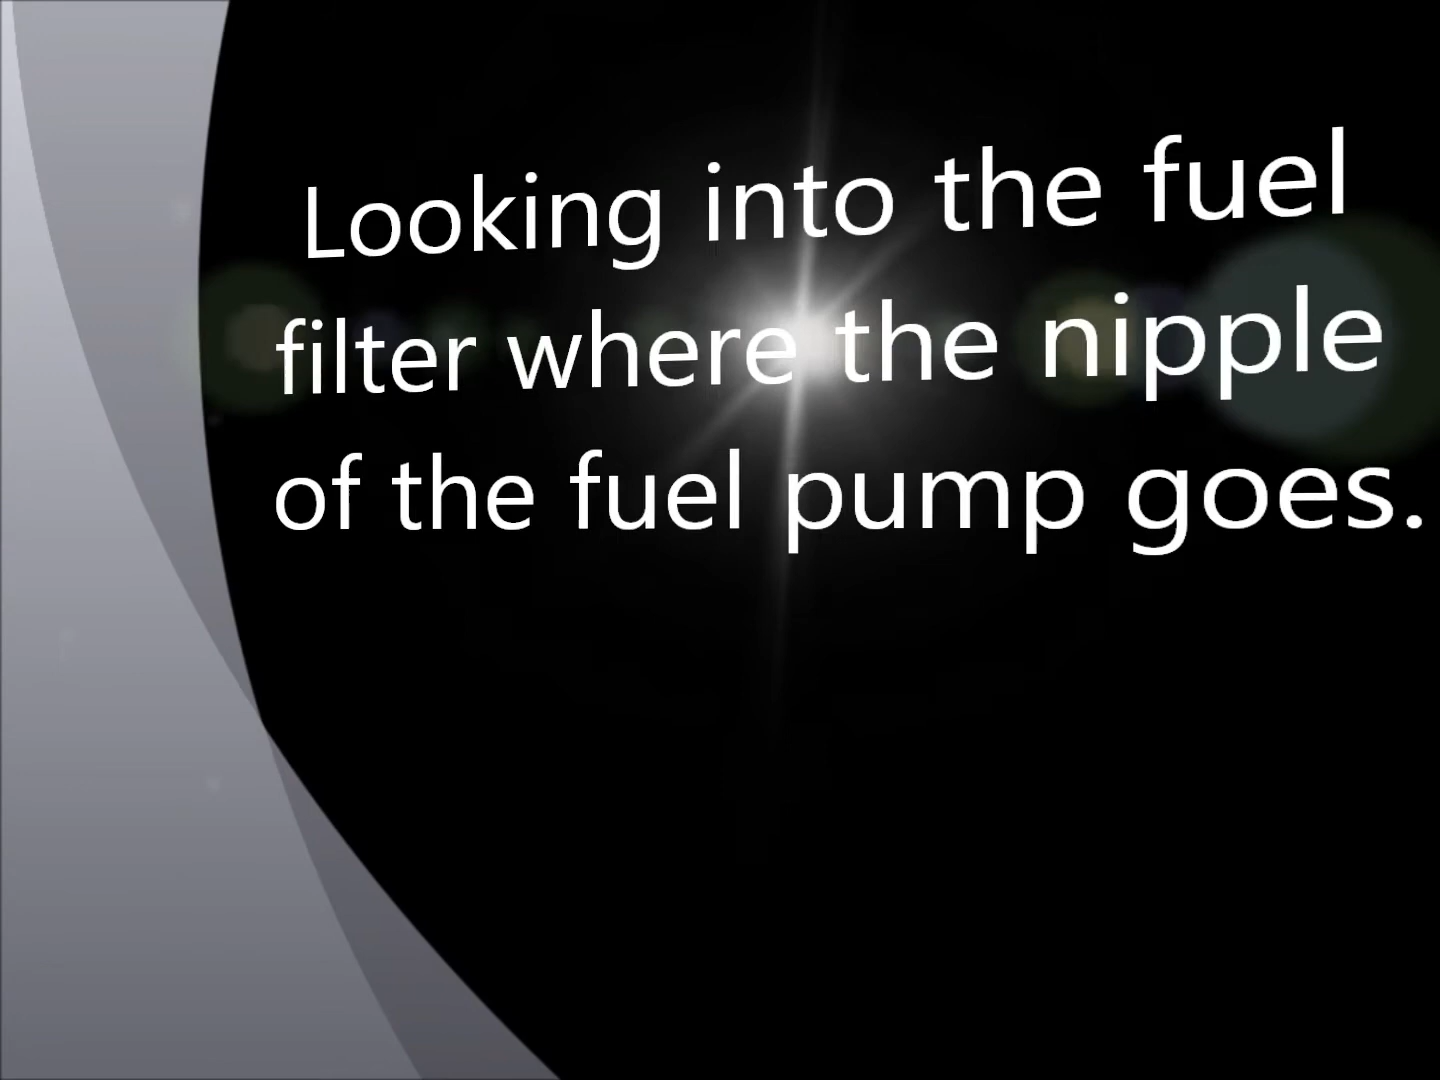 Looking into the fuel
filter where the nipple
of the fuel pump goes.